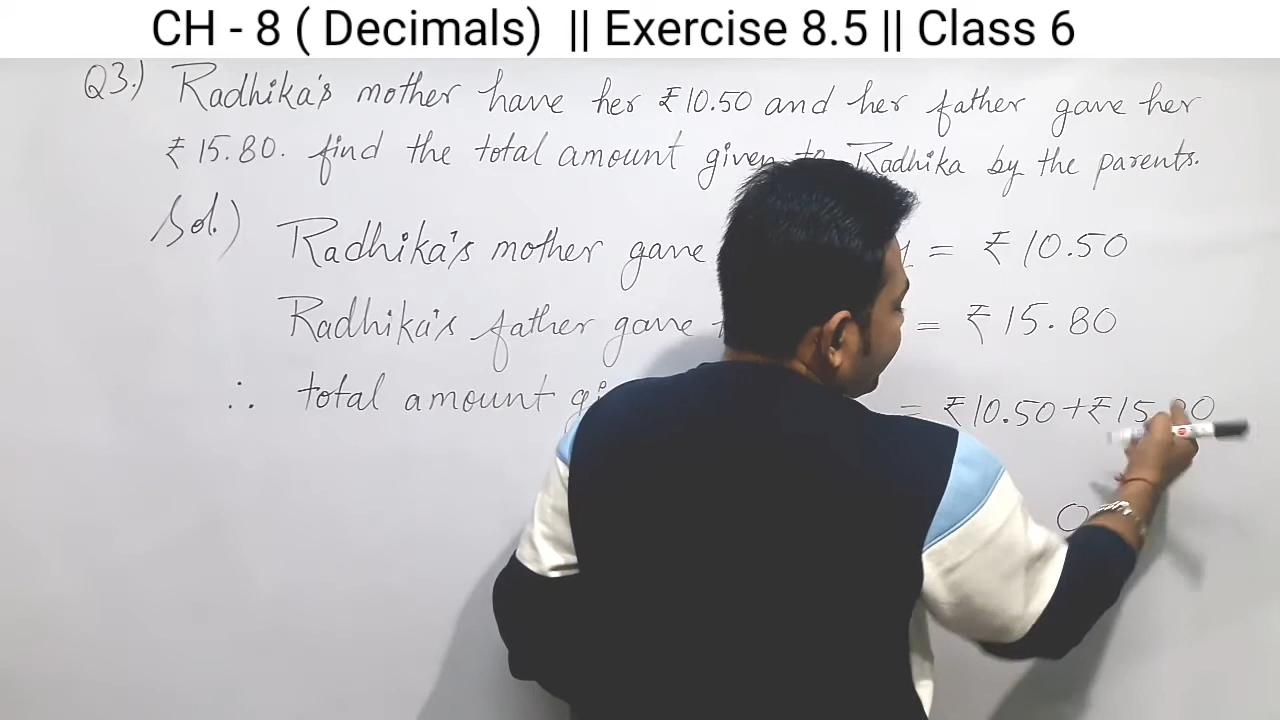 CH - 8 ( Decimals) || Exercise 8.5 || Class 6
Q3.) Radhika's mother have her ₹10.50 and her father gave her
₹15.80. find the total amount given to Radhika by the parents.
Sol.) Radhika's mother gave = ₹10.50
Radhika's father gave = ₹15.80
∴ total amount = ₹10.50+₹15.80
0